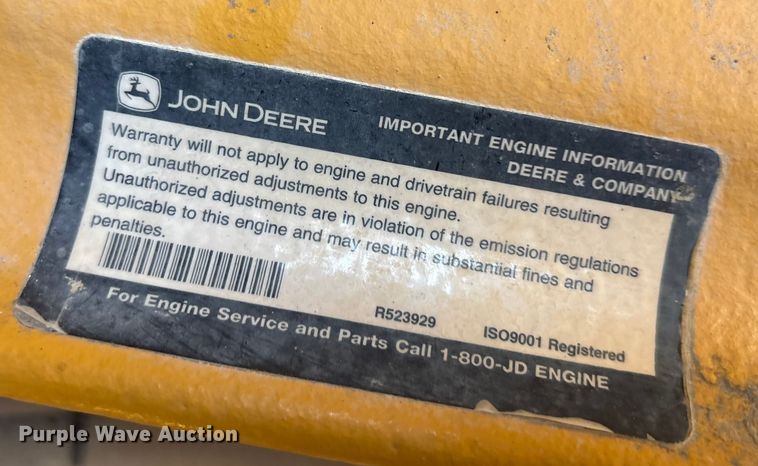 JOHN DEERE
IMPORTANT ENGINE INFORMATION
DEERE & COMPANY
Warranty will not apply to engine and drivetrain failures resulting
from unauthorized adjustments to this engine.
Unauthorized adjustments are in violation of the emission regulations
applicable to this engine and may result in substantial fines and
penalties.
R523929
ISO9001 Registered
For Engine Service and Parts Call 1-800-JD ENGINE
Purple Wave Auction